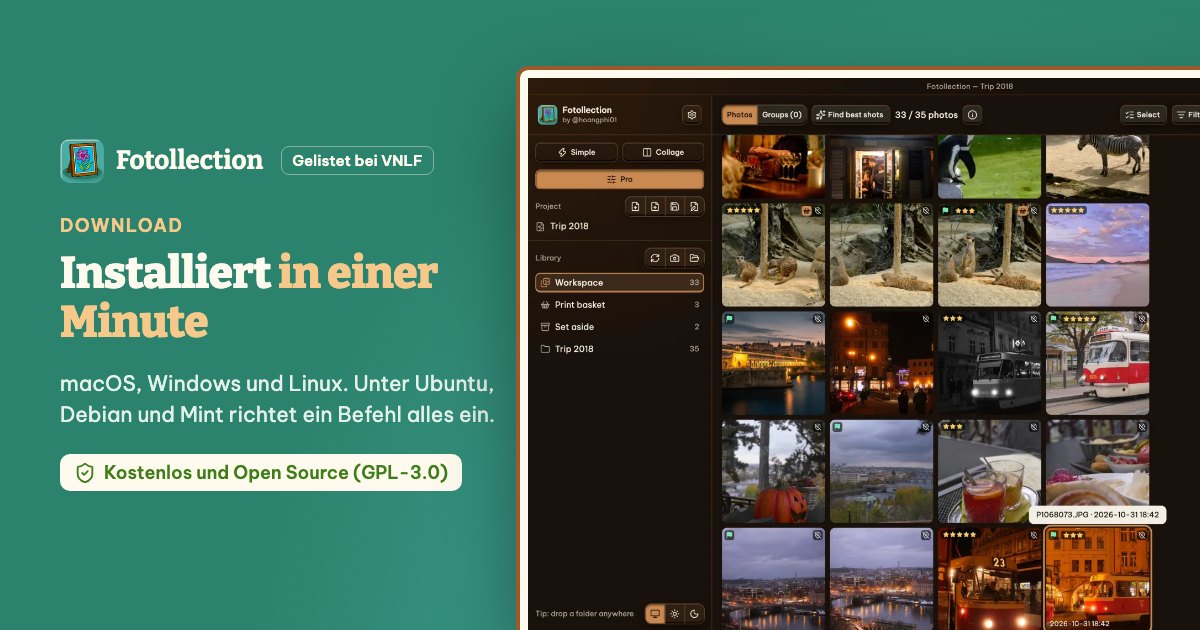 Fotollection
Gelistet bei VNLF
DOWNLOAD
Installiert in einer
Minute
macOS, Windows und Linux. Unter Ubuntu,
Debian und Mint richtet ein Befehl alles ein.
Kostenlos und Open Source (GPL-3.0)
Fotollection — Trip 2018
Fotollection
by @hoangphi01
Simple
Collage
Pro
Project
Trip 2018
Library
Workspace 33
Print basket 3
Set aside 2
Trip 2018 35
Tip: drop a folder anywhere
Photos
Groups (0)
Find best shots
33 / 35 photos
Select
Filt
P1068073.JPG · 2026-10-31 18:42
23
2026-10-31 18:42